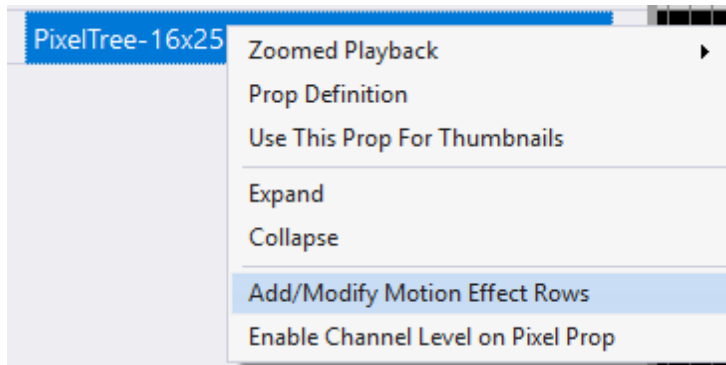 PixelTree-16x25
Zoomed Playback
Prop Definition
Use This Prop For Thumbnails
Expand
Collapse
Add/Modify Motion Effect Rows
Enable Channel Level on Pixel Prop